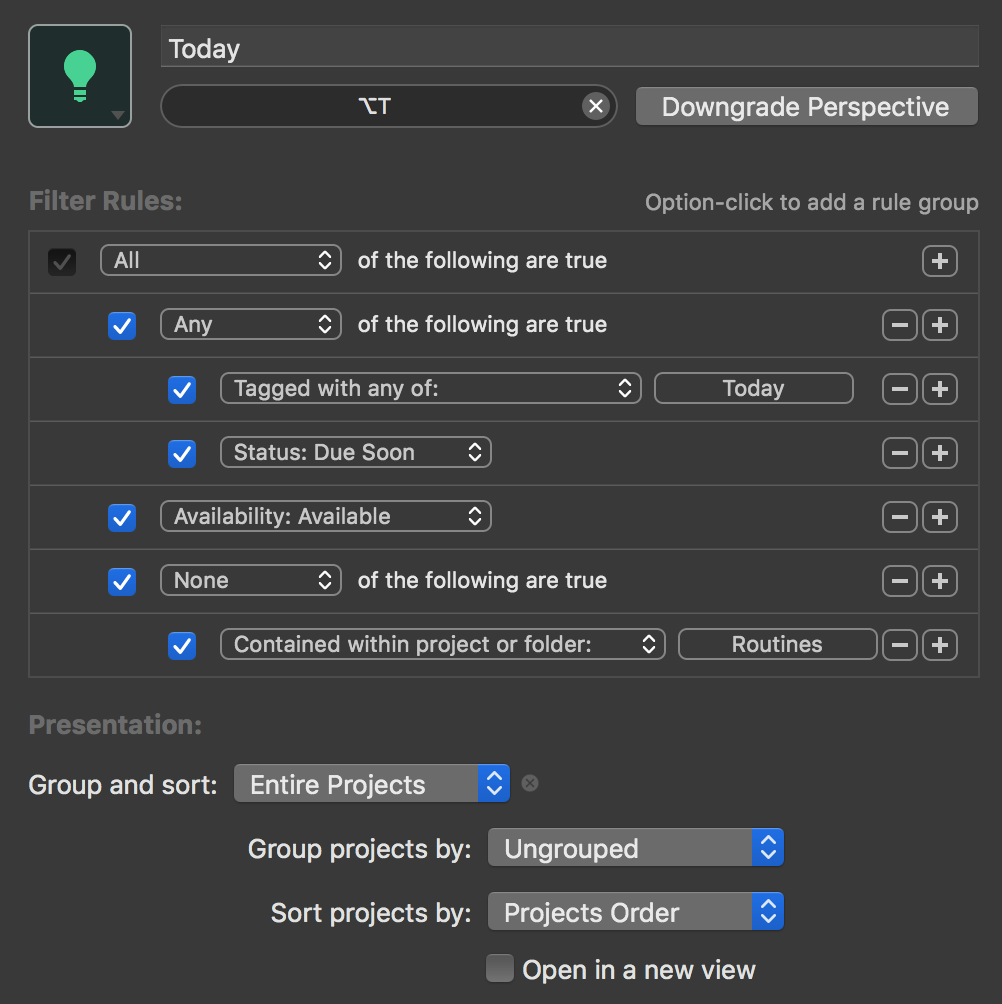 Today
⌥T
Downgrade Perspective
Filter Rules:
Option-click to add a rule group
All of the following are true
Any of the following are true
Tagged with any of: Today
Status: Due Soon
Availability: Available
None of the following are true
Contained within project or folder: Routines
Presentation:
Group and sort: Entire Projects
Group projects by: Ungrouped
Sort projects by: Projects Order
Open in a new view